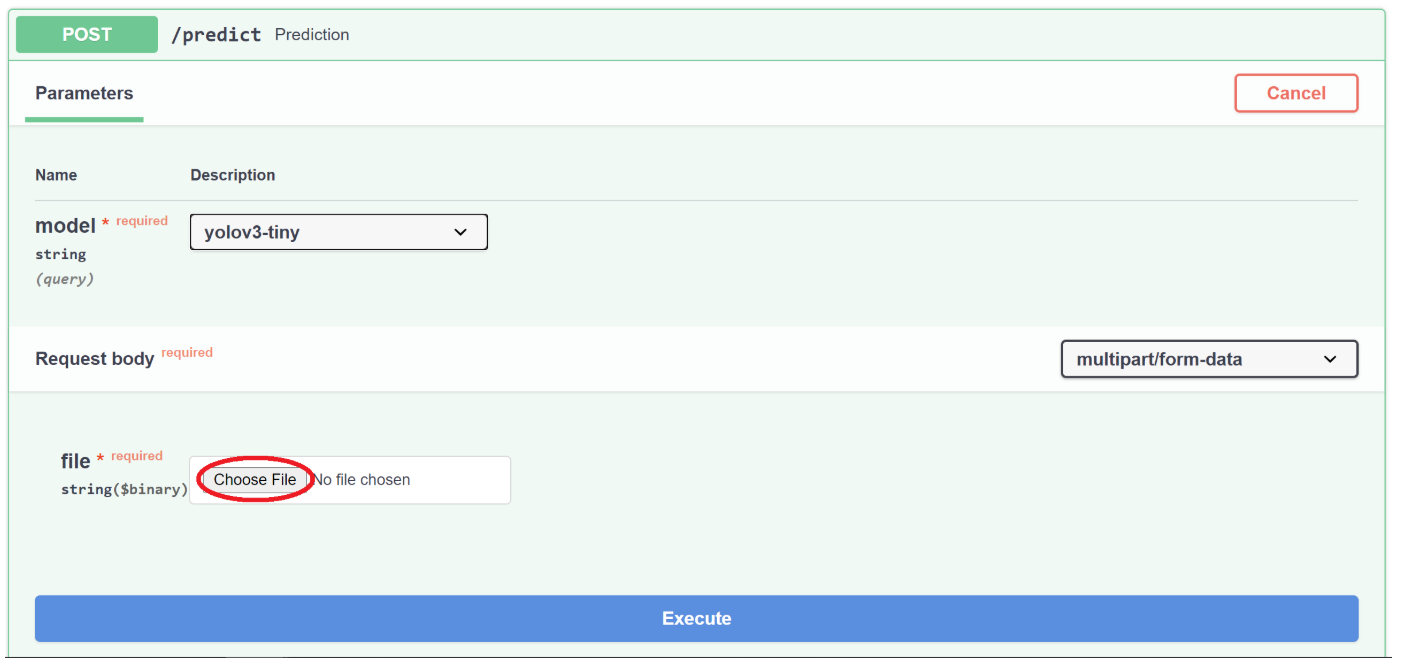 POST /predict Prediction
Parameters Cancel
Name Description
model * required yolov3-tiny
string
(query)
Request body required multipart/form-data
file * required
string($binary) Choose File No file chosen
Execute